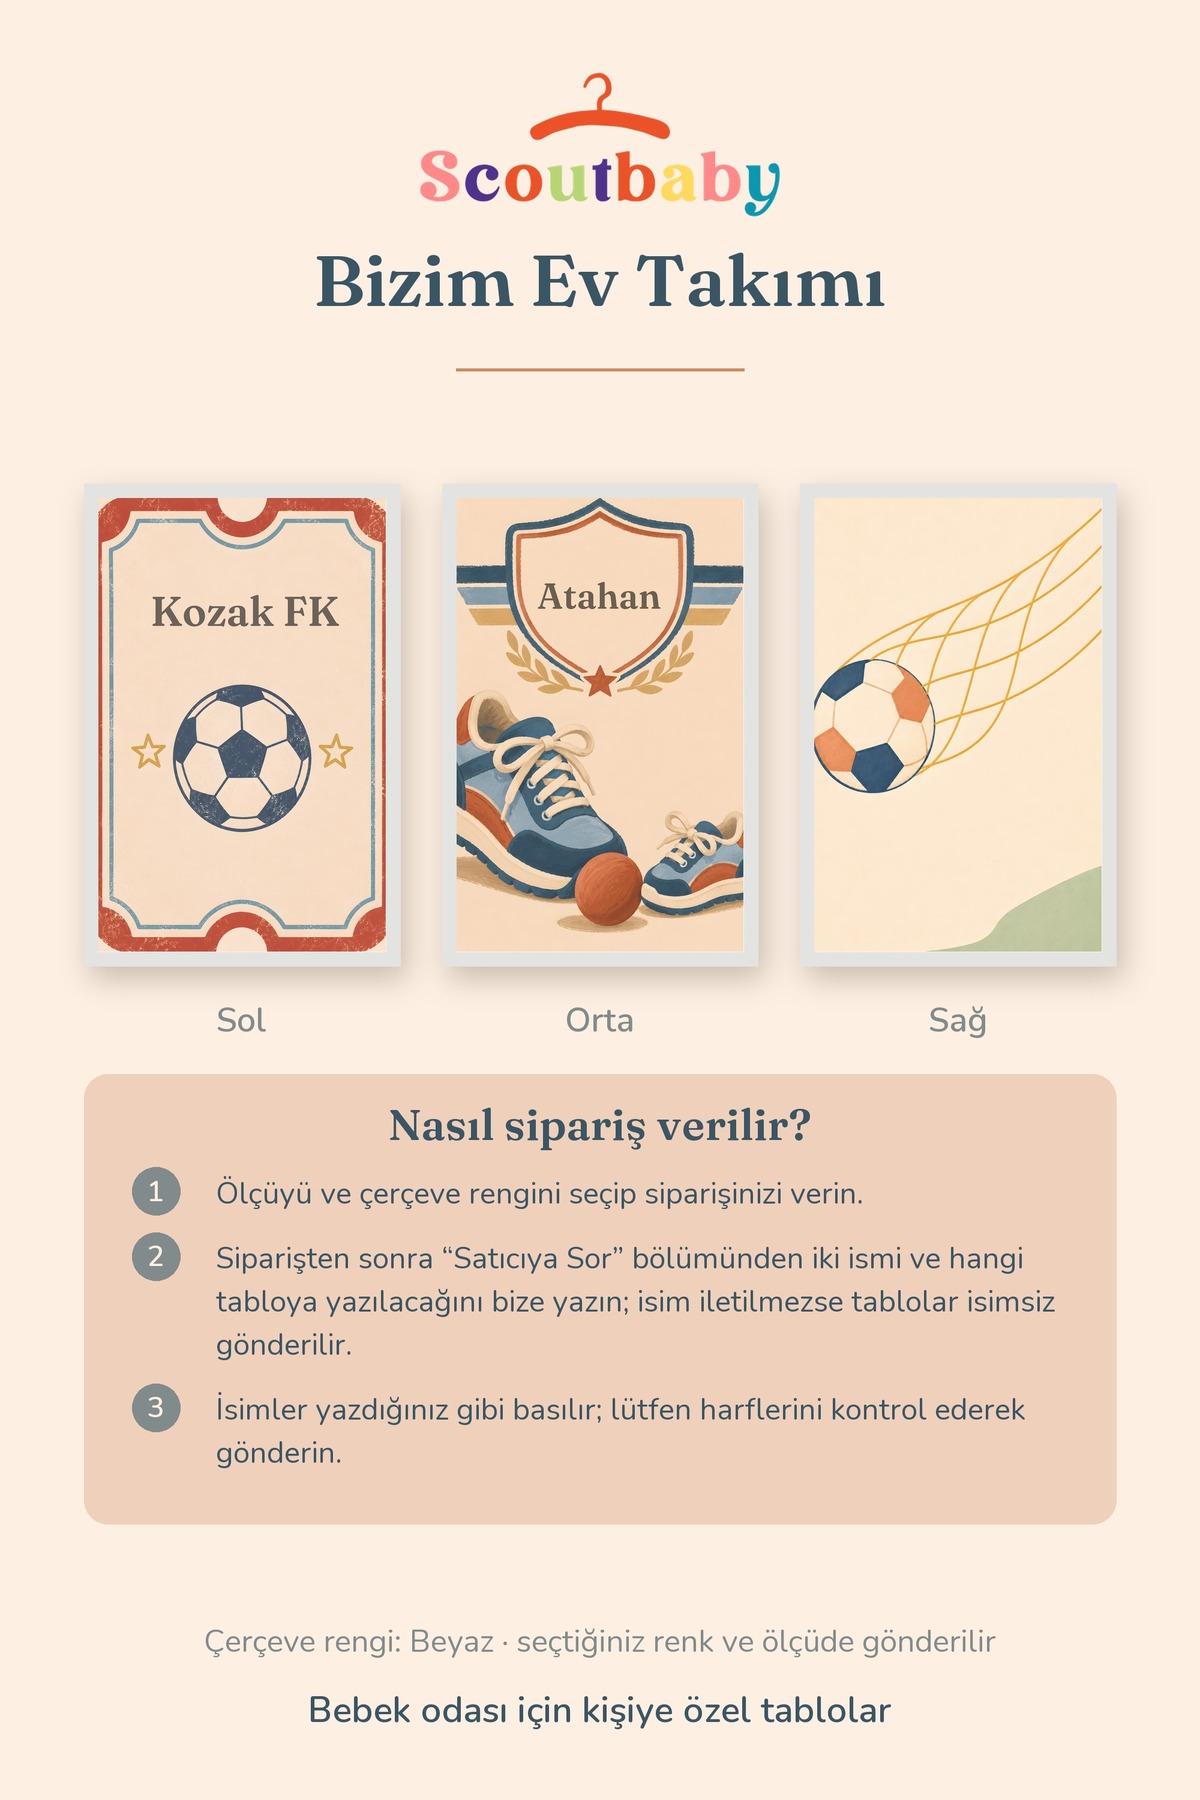 Scoutbaby
Bizim Ev Takımı
Kozak FK
Atahan
Sol
Orta
Sağ
Nasıl sipariş verilir?
1 Ölçüyü ve çerçeve rengini seçip siparişinizi verin.
2 Siparişten sonra “Satıcıya Sor” bölümünden iki ismi ve hangi
tabloya yazılacağını bize yazın; isim iletilmezse tablolar isimsiz
gönderilir.
3 İsimler yazdığınız gibi basılır; lütfen harflerini kontrol ederek
gönderin.
Çerçeve rengi: Beyaz · seçtiğiniz renk ve ölçüde gönderilir
Bebek odası için kişiye özel tablolar